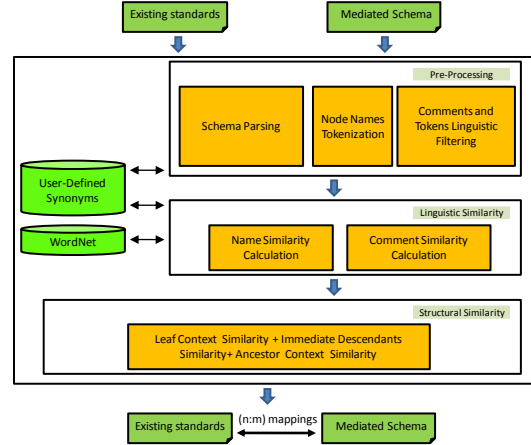 Existing standards
Mediated Schema
Pre-Processing
Schema Parsing
Node Names
Tokenization
Comments and
Tokens Linguistic
Filtering
User-Defined
Synonyms
WordNet
Linguistic Similarity
Name Similarity
Calculation
Comment Similarity
Calculation
Structural Similarity
Leaf Context Similarity + Immediate Descendants
Similarity+ Ancestor Context Similarity
Existing standards
(n:m) mappings
Mediated Schema